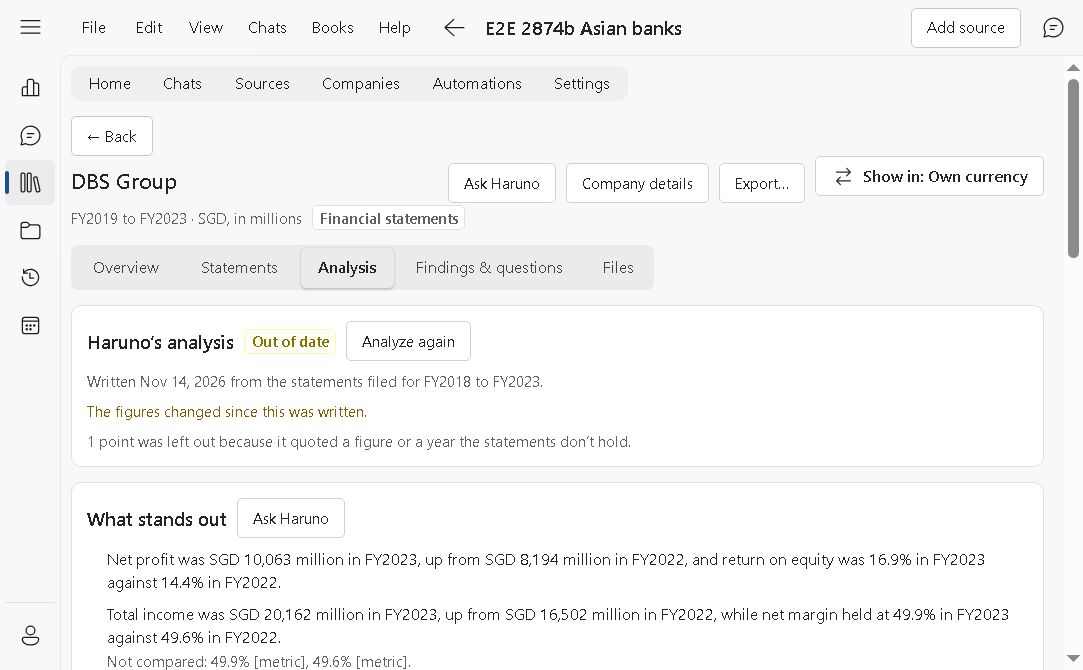 File Edit View Chats Books Help E2E 2874b Asian banks Add source
Home Chats Sources Companies Automations Settings
← Back
DBS Group Ask Haruno Company details Export... Show in: Own currency
FY2019 to FY2023 · SGD, in millions Financial statements
Overview Statements Analysis Findings & questions Files
Haruno's analysis Out of date Analyze again
Written Nov 14, 2026 from the statements filed for FY2018 to FY2023.
The figures changed since this was written.
1 point was left out because it quoted a figure or a year the statements don't hold.
What stands out Ask Haruno
Net profit was SGD 10,063 million in FY2023, up from SGD 8,194 million in FY2022, and return on equity was 16.9% in FY2023
against 14.4% in FY2022.
Total income was SGD 20,162 million in FY2023, up from SGD 16,502 million in FY2022, while net margin held at 49.9% in FY2023
against 49.6% in FY2022.
Not compared: 49.9% [metric], 49.6% [metric].